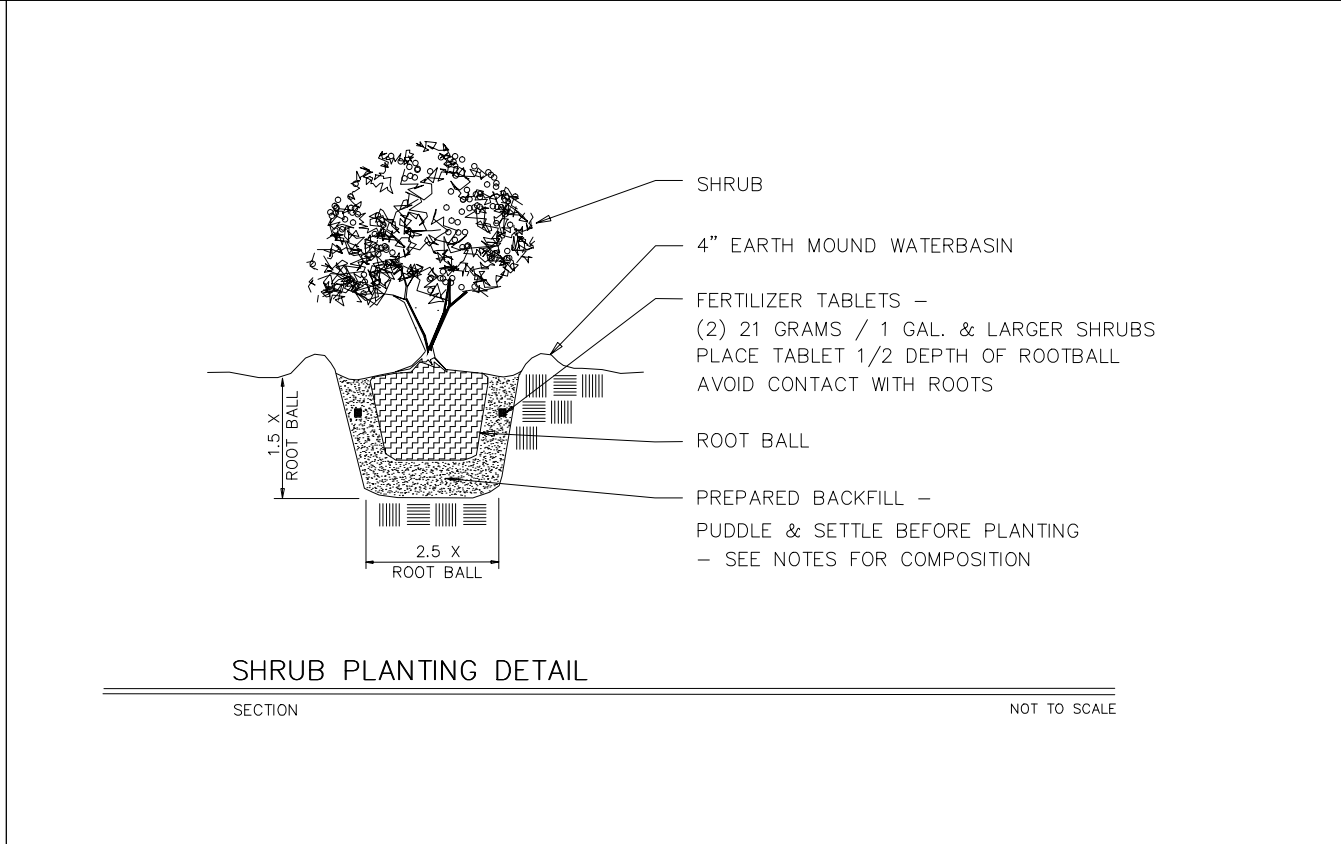 SHRUB
4” EARTH MOUND WATERBASIN
FERTILIZER TABLETS –
(2) 21 GRAMS / 1 GAL. & LARGER SHRUBS
PLACE TABLET 1/2 DEPTH OF ROOTBALL
AVOID CONTACT WITH ROOTS
1.5 X
ROOT BALL
ROOT BALL
PREPARED BACKFILL –
PUDDLE & SETTLE BEFORE PLANTING
– SEE NOTES FOR COMPOSITION
2.5 X
ROOT BALL
SHRUB PLANTING DETAIL
SECTION
NOT TO SCALE